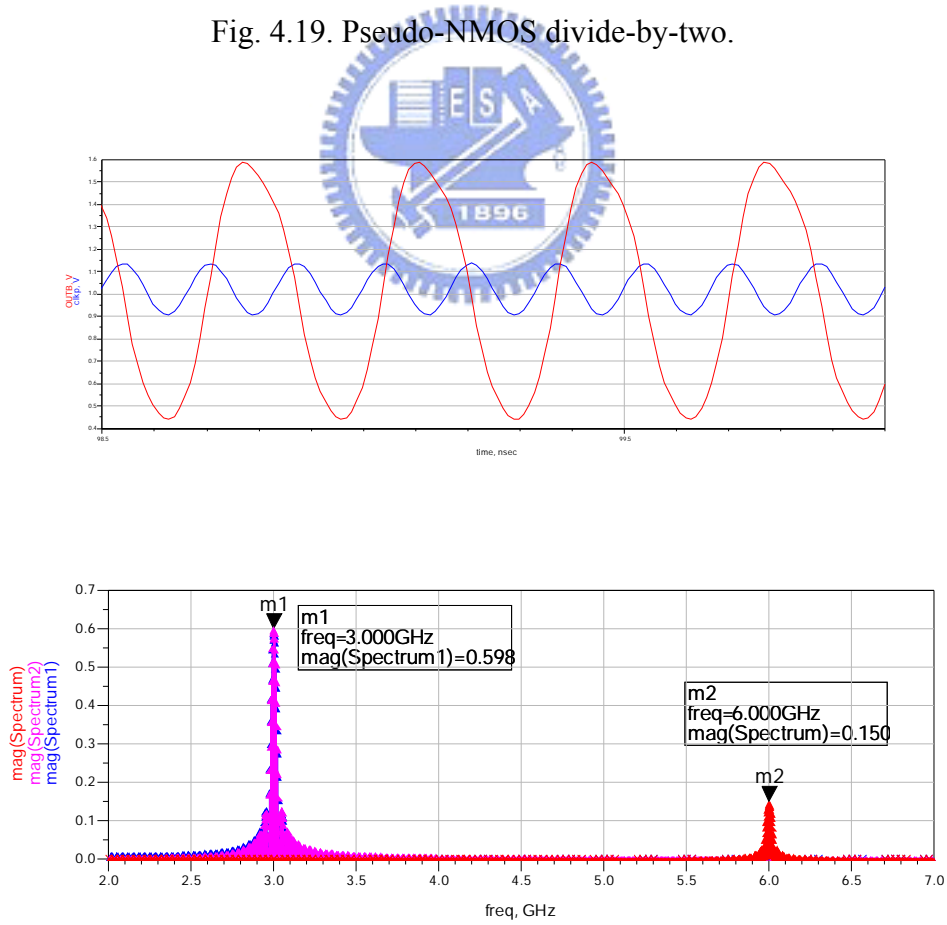 Fig. 4.19. Pseudo-NMOS divide-by-two.
E S A
1896
1.6
1.5
1.4
1.3
1.2
1.1
1.0
0.9
0.8
0.7
0.6
0.5
0.4
OUTB, V
clkp, V
98.5
99.5
time, nsec
0.7
0.6
0.5
0.4
0.3
0.2
0.1
0.0
mag(Spectrum)
mag(Spectrum2)
mag(Spectrum1)
m1
m1
freq=3.000GHz
mag(Spectrum1)=0.598
m2
freq=6.000GHz
mag(Spectrum)=0.150
m2
2.0 2.5 3.0 3.5 4.0 4.5 5.0 5.5 6.0 6.5 7.0
freq, GHz